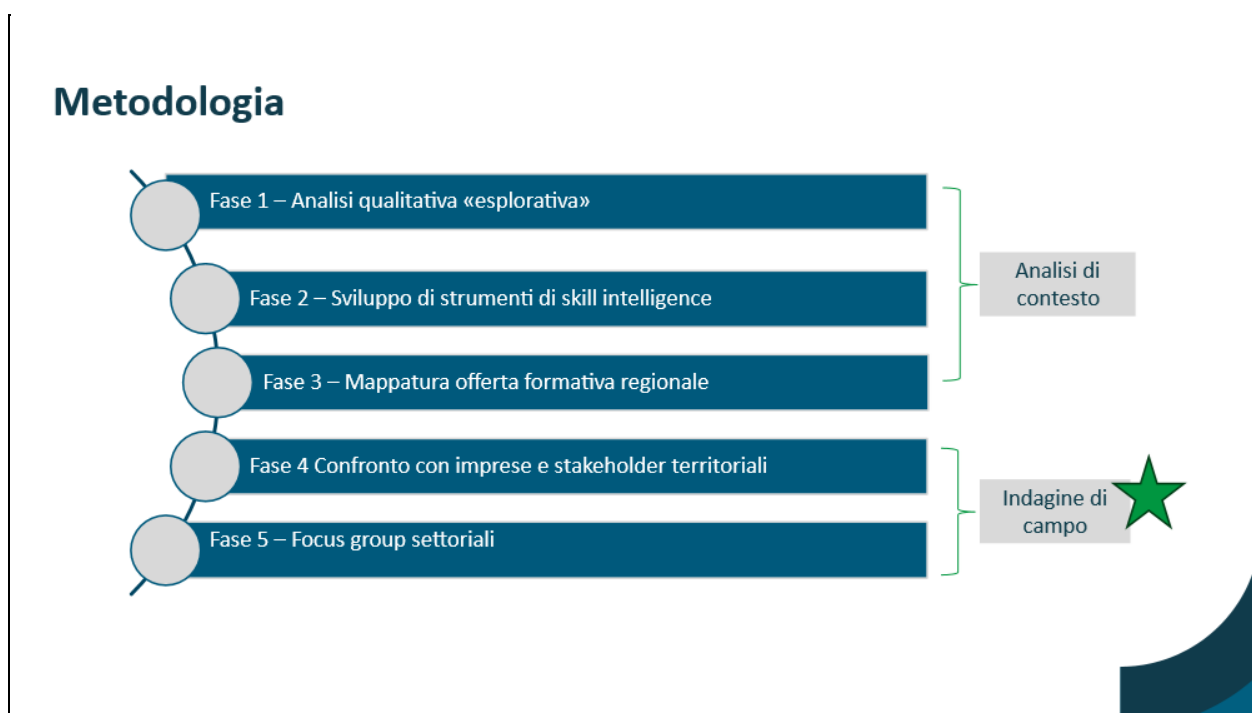 Metodologia
Fase 1 – Analisi qualitativa «esplorativa»
Fase 2 – Sviluppo di strumenti di skill intelligence
Fase 3 – Mappatura offerta formativa regionale
Analisi di
contesto
Fase 4 Confronto con imprese e stakeholder territoriali
Fase 5 – Focus group settoriali
Indagine di
campo